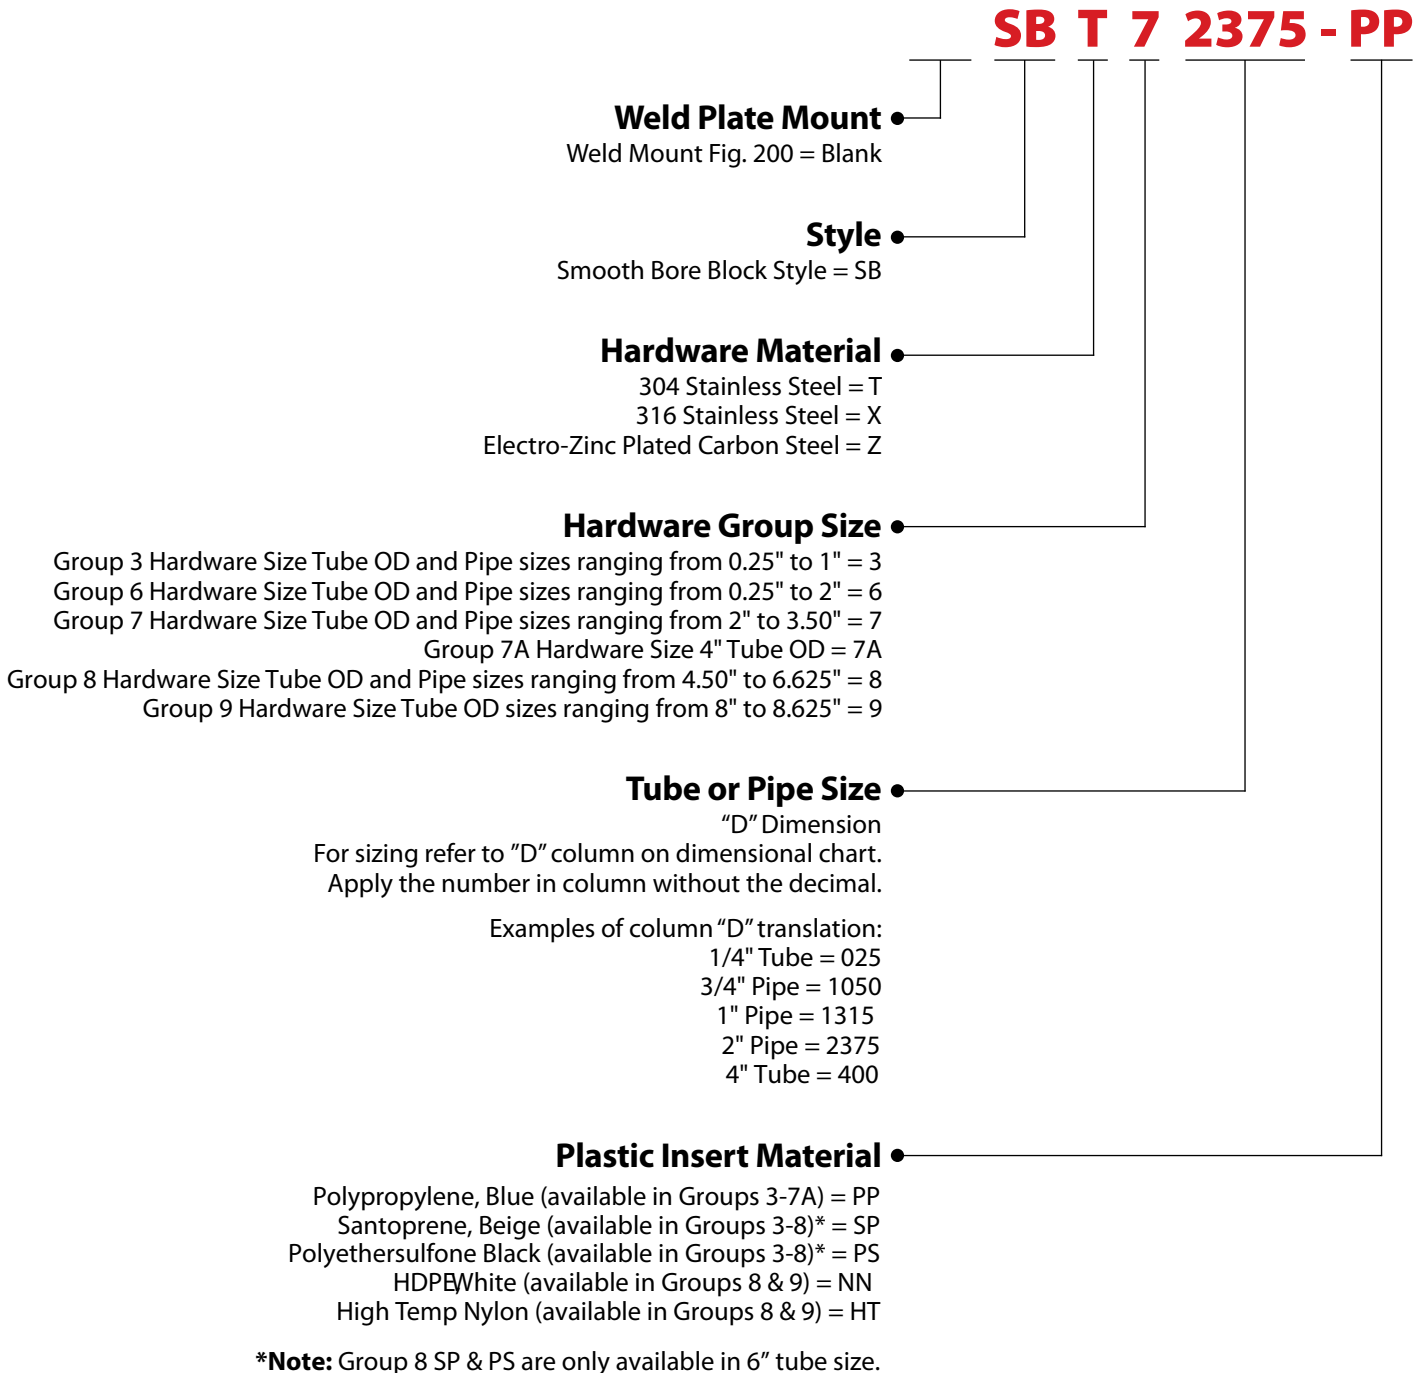 SB T 7 2375 - PP
Weld Plate Mount
Weld Mount Fig. 200 = Blank
Style
Smooth Bore Block Style = SB
Hardware Material
304 Stainless Steel = T
316 Stainless Steel = X
Electro-Zinc Plated Carbon Steel = Z
Hardware Group Size
Group 3 Hardware Size Tube OD and Pipe sizes ranging from 0.25" to 1" = 3
Group 6 Hardware Size Tube OD and Pipe sizes ranging from 0.25" to 2" = 6
Group 7 Hardware Size Tube OD and Pipe sizes ranging from 2" to 3.50" = 7
Group 7A Hardware Size 4" Tube OD = 7A
Group 8 Hardware Size Tube OD and Pipe sizes ranging from 4.50" to 6.625" = 8
Group 9 Hardware Size Tube OD sizes ranging from 8" to 8.625" = 9
Tube or Pipe Size
“D” Dimension
For sizing refer to ”D” column on dimensional chart.
Apply the number in column without the decimal.
Examples of column “D” translation:
1/4" Tube = 025
3/4" Pipe = 1050
1" Pipe = 1315
2" Pipe = 2375
4" Tube = 400
Plastic Insert Material
Polypropylene, Blue (available in Groups 3-7A) = PP
Santoprene, Beige (available in Groups 3-8)* = SP
Polyethersulfone Black (available in Groups 3-8)* = PS
HDPE, White (available in Groups 8 & 9) = NN
High Temp Nylon (available in Groups 8 & 9) = HT
*Note: Group 8 SP & PS are only available in 6” tube size.